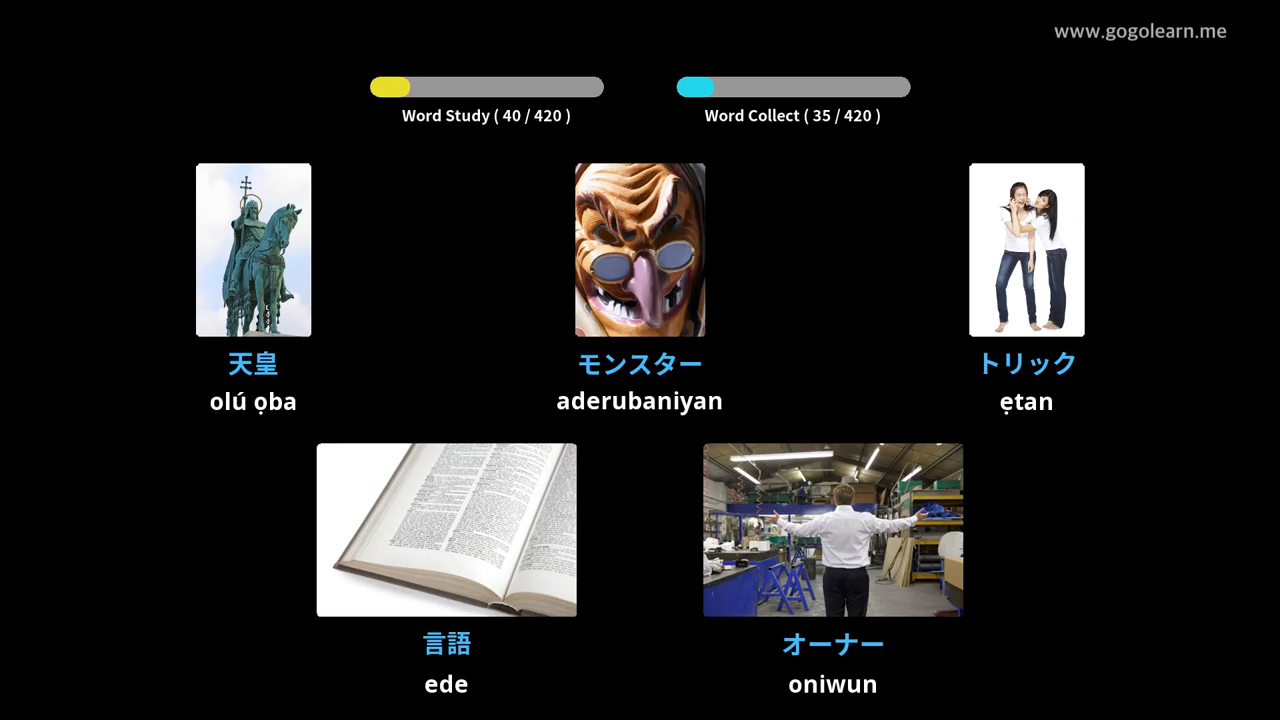 www.gogolearn.me
Word Study ( 40 / 420 )
Word Collect ( 35 / 420 )
天皇
olú ọba
モンスター
aderubaniyan
トリック
ẹtan
言語
ede
オーナー
oniwun